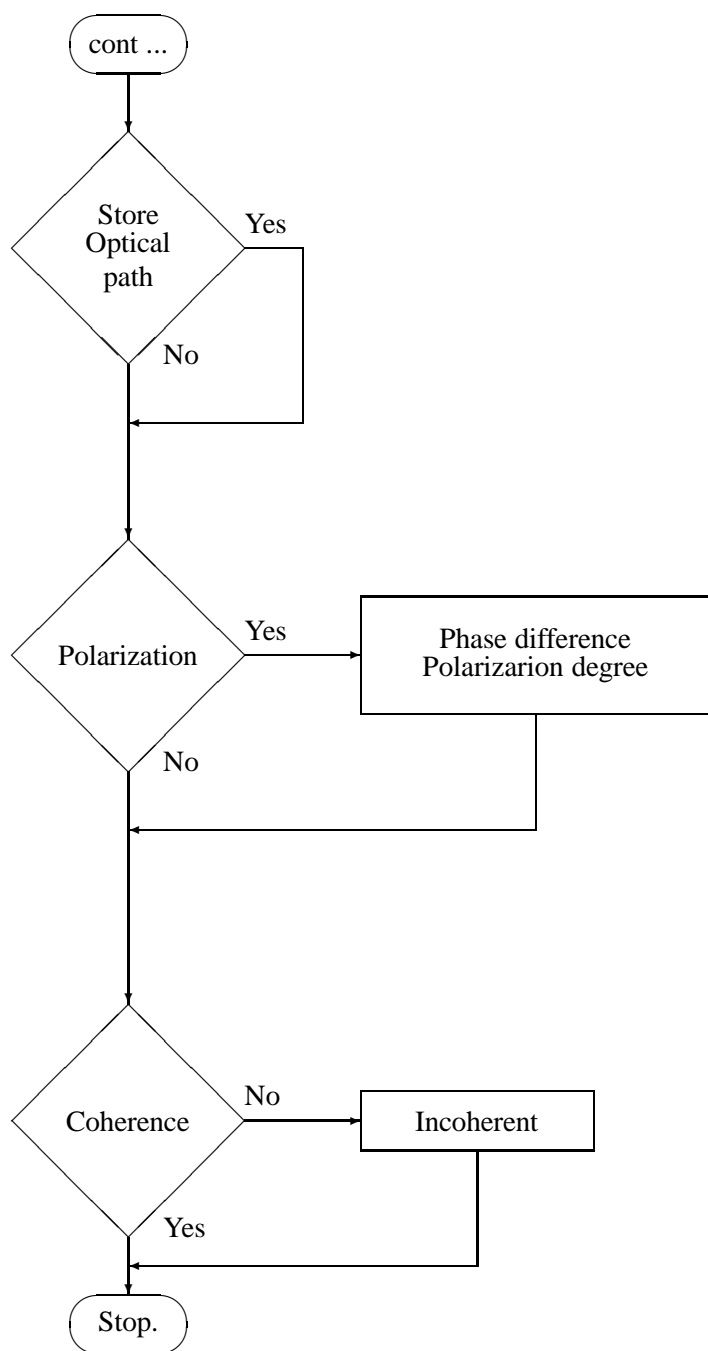 cont ...
Store
Optical
path
Yes
No
Polarization
Yes
Phase difference
Polarizarion degree
No
Coherence
No
Incoherent
Yes
Stop.